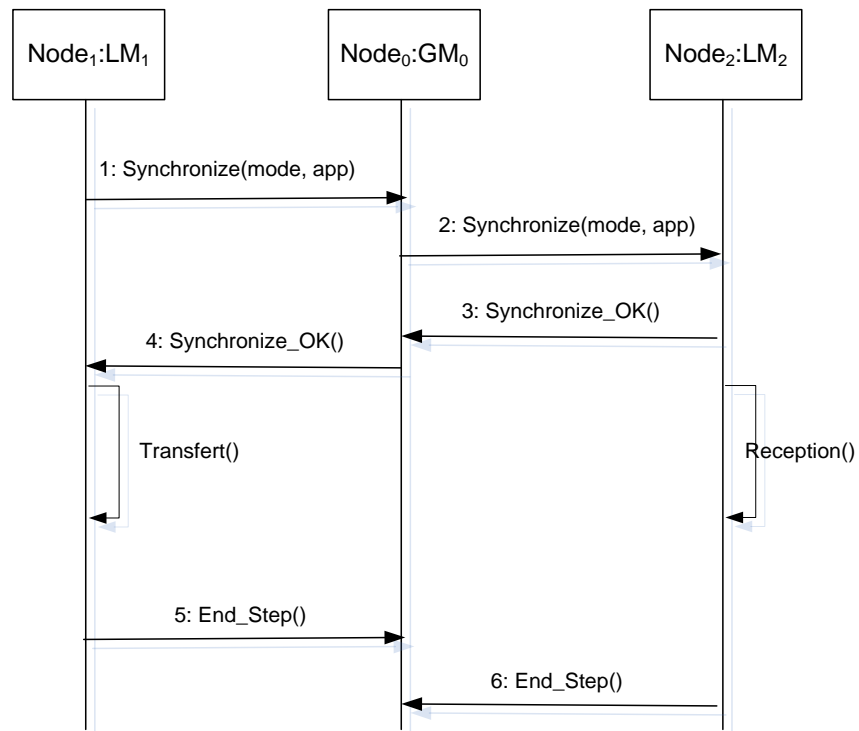 Node₁:LM₁
Node₀:GM₀
Node₂:LM₂
1: Synchronize(mode, app)
2: Synchronize(mode, app)
3: Synchronize_OK()
4: Synchronize_OK()
Transfert()
Reception()
5: End_Step()
6: End_Step()